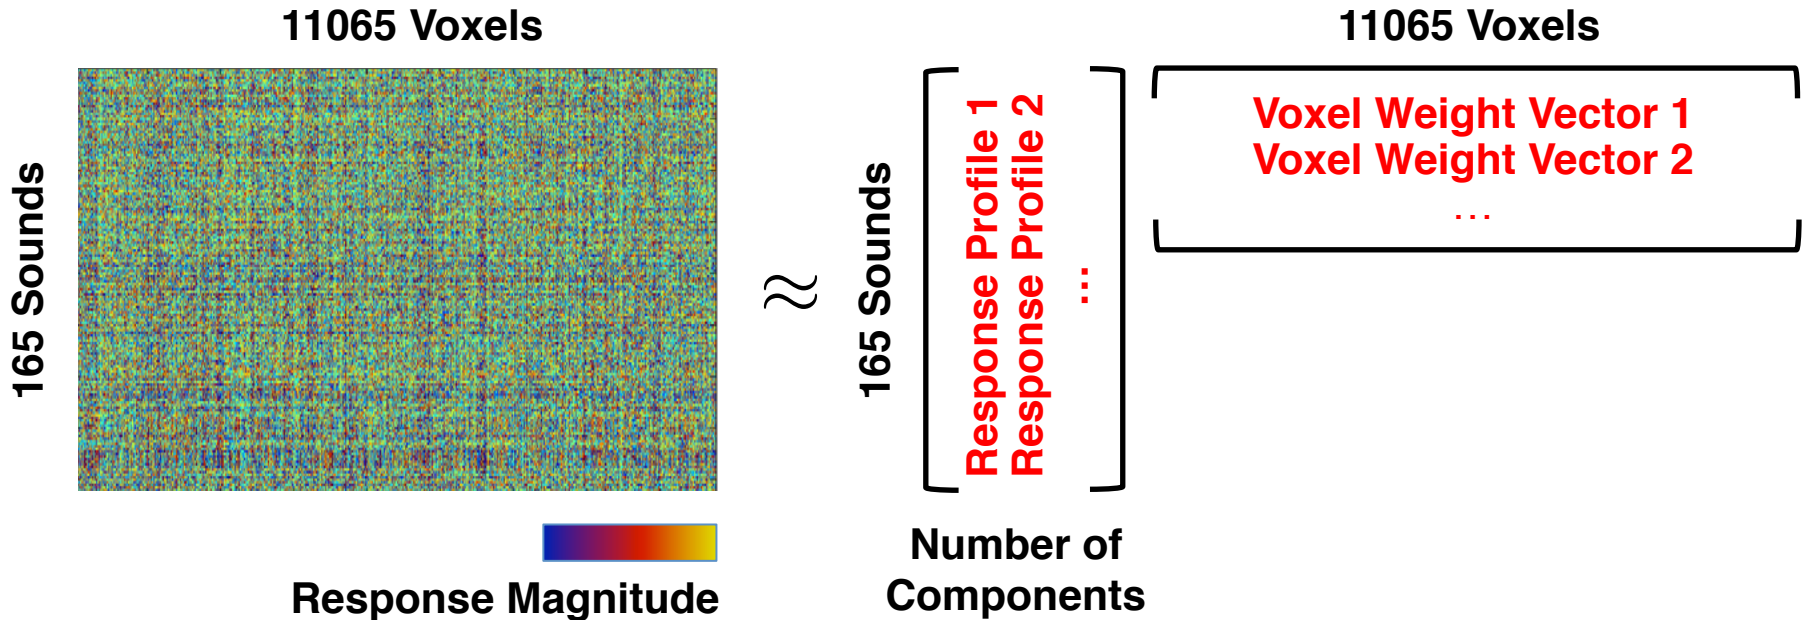 11065 Voxels
165 Sounds
Response Magnitude
≈
165 Sounds
Response Profile 1
Response Profile 2
...
Number of
Components
11065 Voxels
Voxel Weight Vector 1
Voxel Weight Vector 2
...